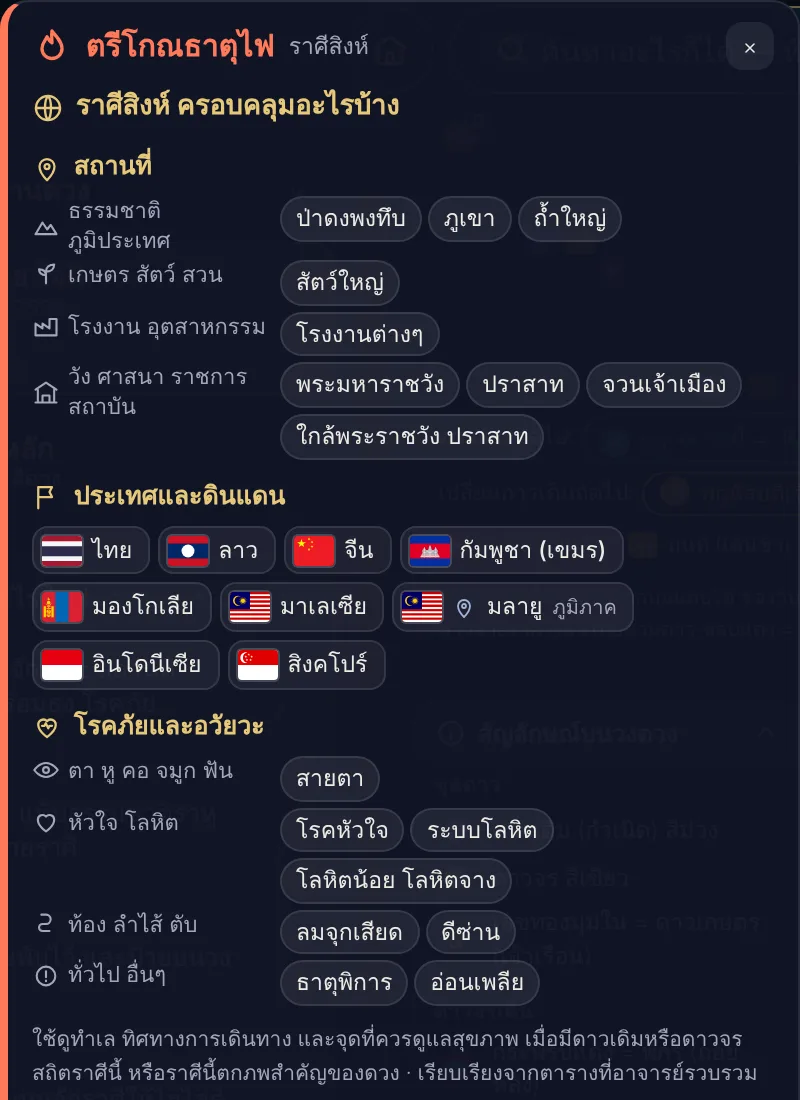 ตรีโกณธาตุไฟ ราศีสิงห์ ×
ราศีสิงห์ ครอบคลุมอะไรบ้าง
สถานที่
ธรรมชาติ ภูมิประเทศ
ป่าดงพงทึบ ภูเขา ถ้ำใหญ่
เกษตร สัตว์ สวน
สัตว์ใหญ่
โรงงาน อุตสาหกรรม
โรงงานต่างๆ
วัง ศาสนา ราชการ
สถาบัน
พระมหาราชวัง ปราสาท จวนเจ้าเมือง
ใกล้พระราชวัง ปราสาท
ประเทศและดินแดน
ไทย ลาว จีน กัมพูชา (เขมร)
มองโกเลีย มาเลเซีย มลายู ภูมิภาค
อินโดนีเซีย สิงคโปร์
โรคภัยและอวัยวะ
ตา หู คอ จมูก ฟัน
สายตา
หัวใจ โลหิต
โรคหัวใจ ระบบโลหิต
โลหิตน้อย โลหิตจาง
ท้อง ลำไส้ ตับ
ลมจุกเสียด ดีซ่าน
ทั่วไป อื่นๆ
ธาตุพิการ อ่อนเพลีย
ใช้ดูทำเล ทิศทางการเดินทาง และจุดที่ควรดูแลสุขภาพ เมื่อมีดาวเดิมหรือดาวจร
สถิตราศีนี้ หรือราศีนี้ตกภพสำคัญของดวง · เรียบเรียงจากตารางที่อาจารย์รวบรวม